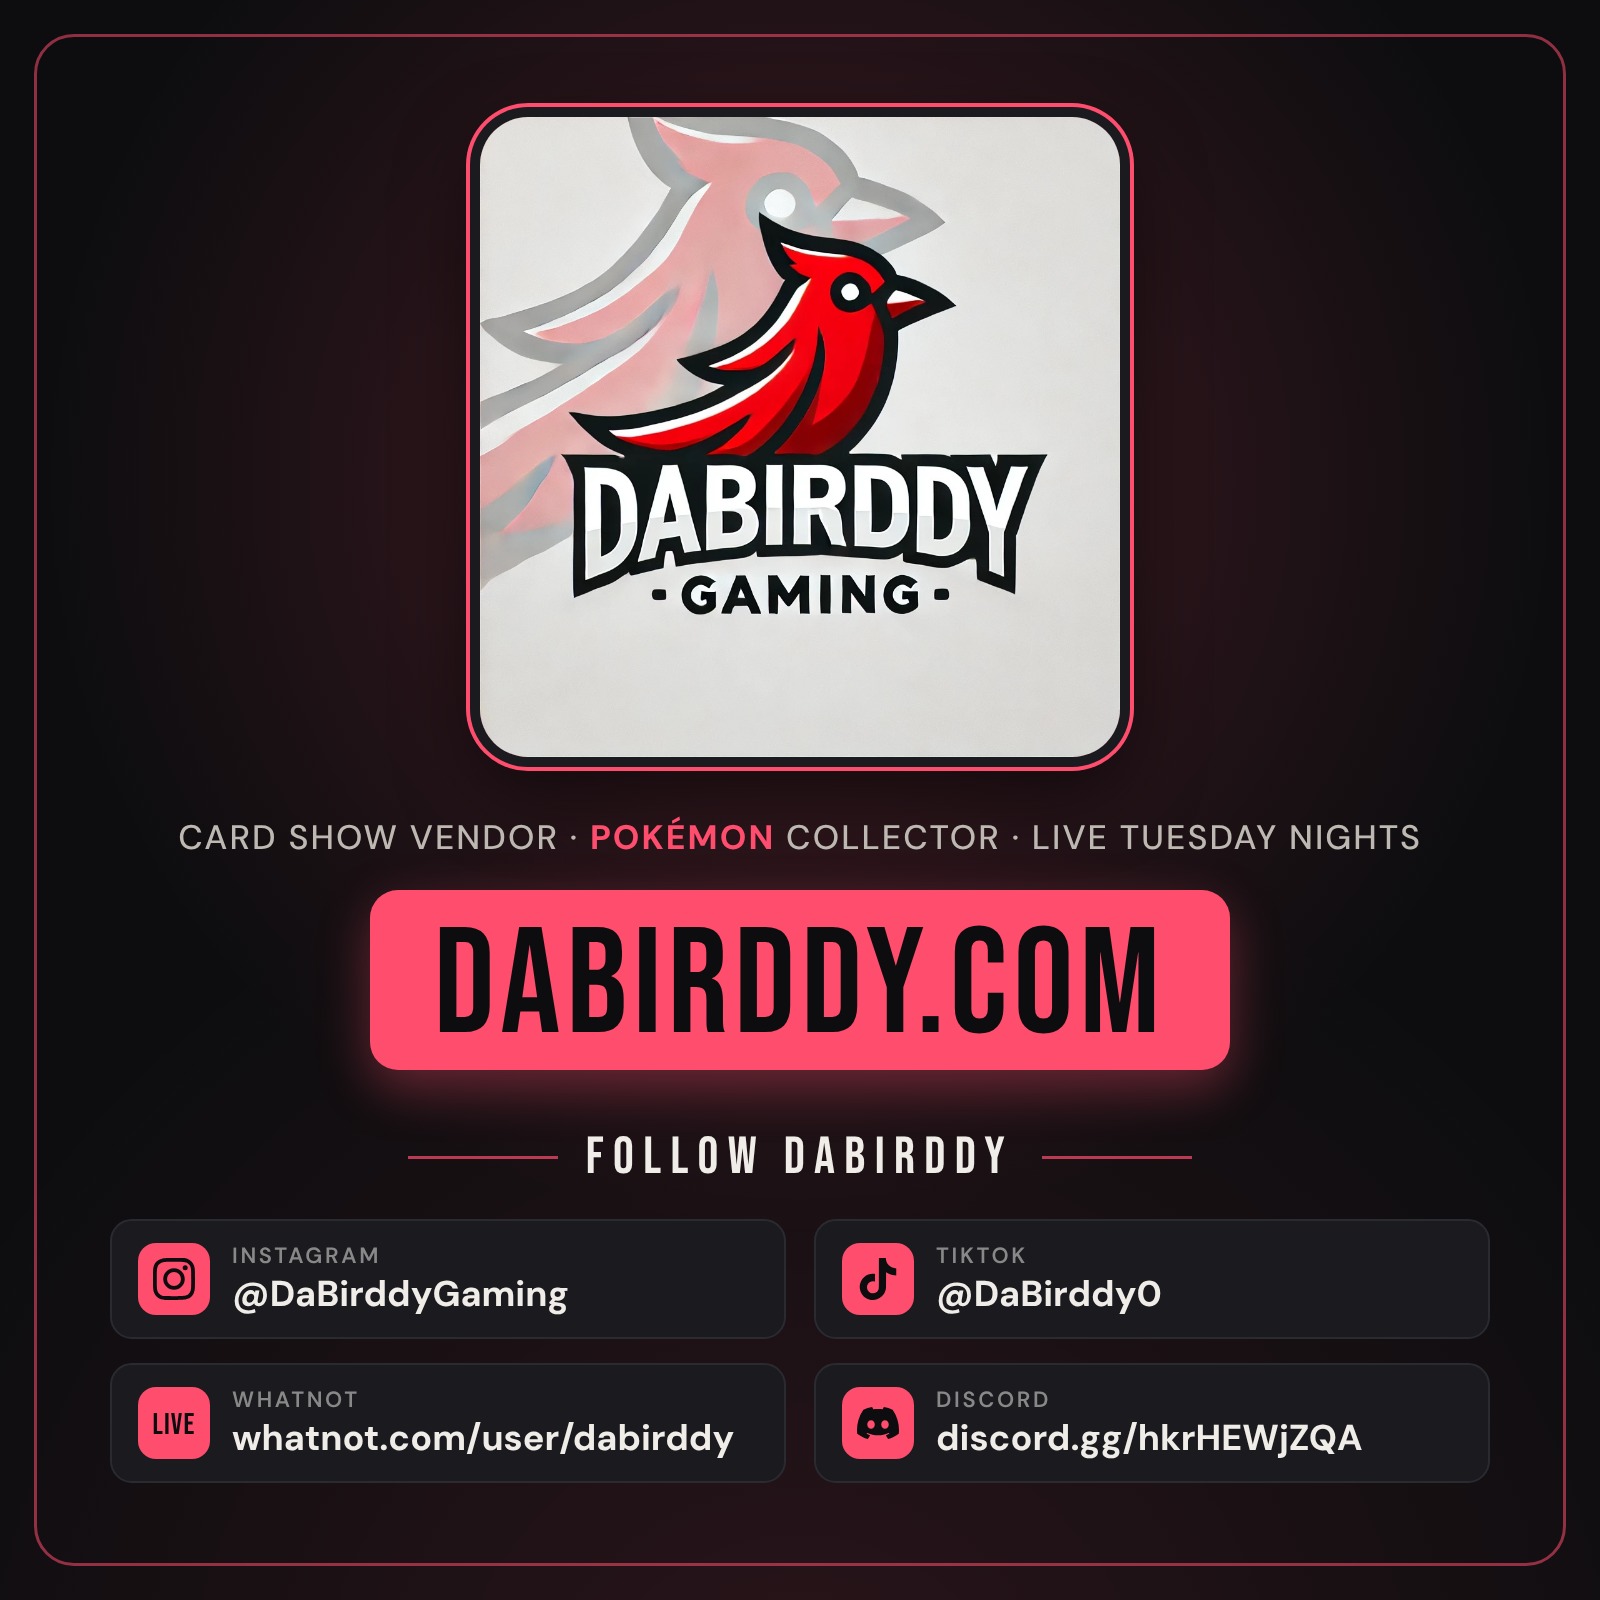 DABIRDDY
- GAMING -
CARD SHOW VENDOR · POKÉMON COLLECTOR · LIVE TUESDAY NIGHTS
DABIRDDY.COM
FOLLOW DABIRDDY
INSTAGRAM
@DaBirddyGaming
TIKTOK
@DaBirddy0
LIVE
WHATNOT
whatnot.com/user/dabirddy
DISCORD
discord.gg/hkrHEWjZQA